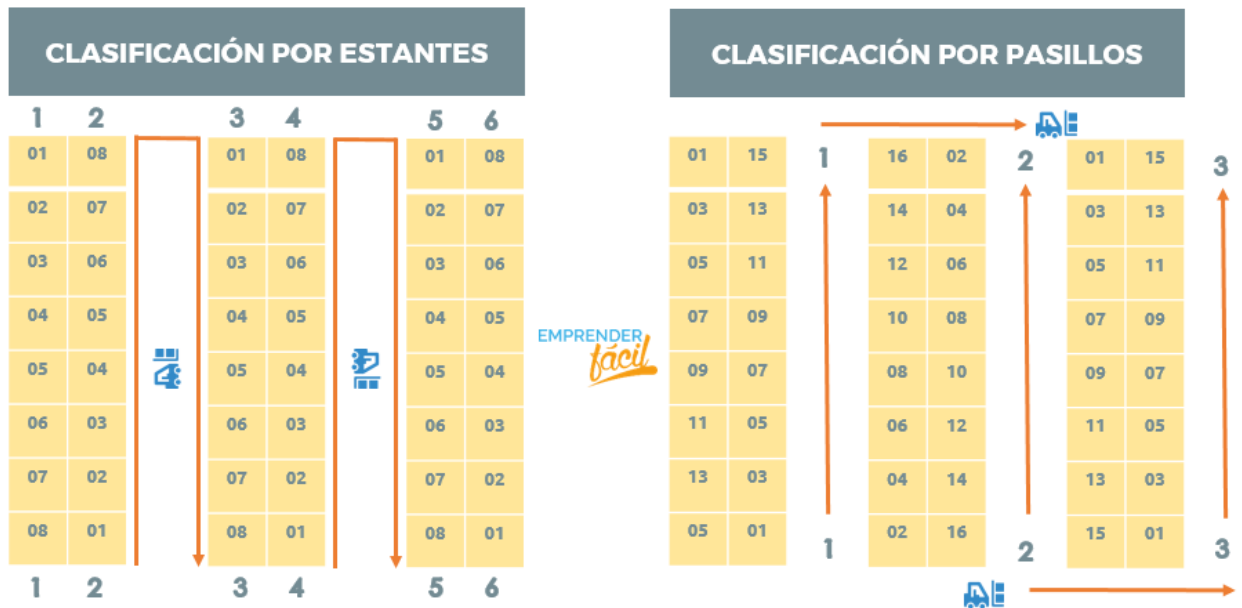 CLASIFICACIÓN POR ESTANTES
1 2 3 4 5 6
01 08 01 08 01 08
02 07 02 07 02 07
03 06 03 06 03 06
04 05 04 05 04 05
05 04 05 04 05 04
06 03 06 03 06 03
07 02 07 02 07 02
08 01 08 01 08 01
1 2 3 4 5 6
EMPRENDER
fácil
CLASIFICACIÓN POR PASILLOS
01 15 1 16 02 2 01 15 3
03 13 14 04 03 13
05 11 12 06 05 11
07 09 10 08 07 09
09 07 08 10 09 07
11 05 06 12 11 05
13 03 04 14 13 03
05 01 1 02 16 2 15 01 3